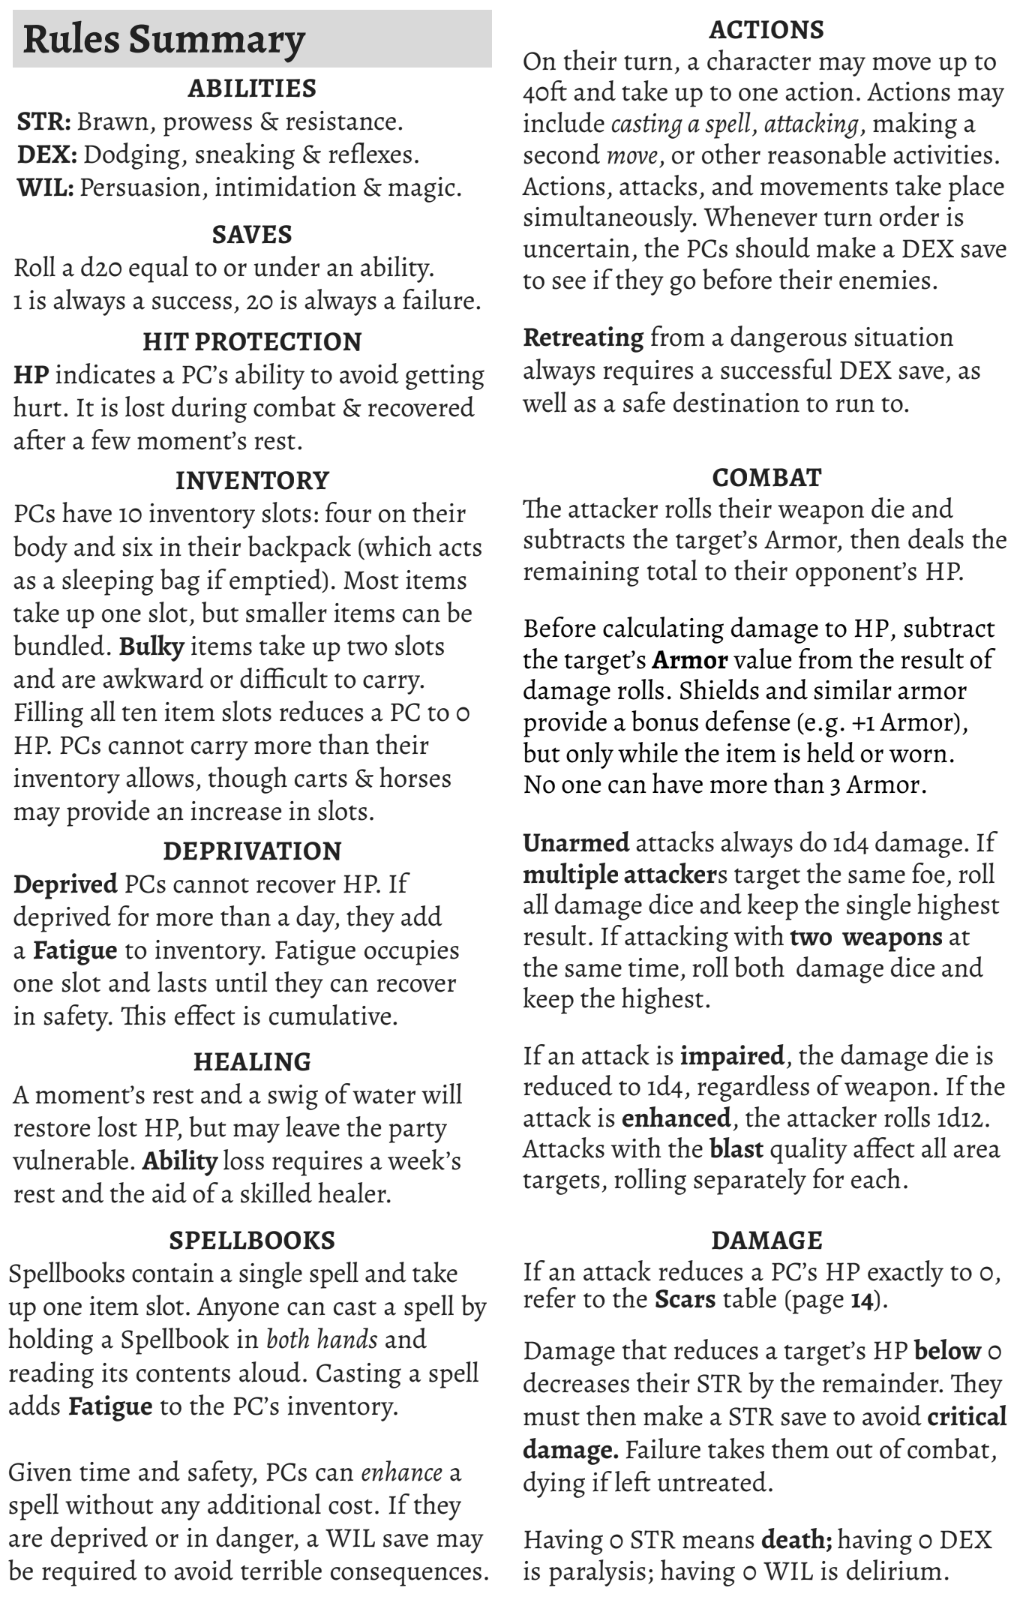 Rules Summary
ABILITIES
STR: Brawn, prowess & resistance.
DEX: Dodging, sneaking & reflexes.
WIL: Persuasion, intimidation & magic.
SAVES
Roll a d20 equal to or under an ability.
1 is always a success, 20 is always a failure.
HIT PROTECTION
HP indicates a PC's ability to avoid getting
hurt. It is lost during combat & recovered
after a few moment's rest.
INVENTORY
PCs have 10 inventory slots: four on their
body and six in their backpack (which acts
as a sleeping bag if emptied). Most items
take up one slot, but smaller items can be
bundled. Bulky items take up two slots
and are awkward or difficult to carry.
Filling all ten item slots reduces a PC to 0
HP. PCs cannot carry more than their
inventory allows, though carts & horses
may provide an increase in slots.
DEPRIVATION
Deprived PCs cannot recover HP. If
deprived for more than a day, they add
a Fatigue to inventory. Fatigue occupies
one slot and lasts until they can recover
in safety. This effect is cumulative.
HEALING
A moment's rest and a swig of water will
restore lost HP, but may leave the party
vulnerable. Ability loss requires a week's
rest and the aid of a skilled healer.
SPELLBOOKS
Spellbooks contain a single spell and take
up one item slot. Anyone can cast a spell by
holding a Spellbook in both hands and
reading its contents aloud. Casting a spell
adds Fatigue to the PC's inventory.
Given time and safety, PCs can enhance a
spell without any additional cost. If they
are deprived or in danger, a WIL save may
be required to avoid terrible consequences.
ACTIONS
On their turn, a character may move up to
40ft and take up to one action. Actions may
include casting a spell, attacking, making a
second move, or other reasonable activities.
Actions, attacks, and movements take place
simultaneously. Whenever turn order is
uncertain, the PCs should make a DEX save
to see if they go before their enemies.
Retreating from a dangerous situation
always requires a successful DEX save, as
well as a safe destination to run to.
COMBAT
The attacker rolls their weapon die and
subtracts the target's Armor, then deals the
remaining total to their opponent's HP.
Before calculating damage to HP, subtract
the target's Armor value from the result of
damage rolls. Shields and similar armor
provide a bonus defense (e.g. +1 Armor),
but only while the item is held or worn.
No one can have more than 3 Armor.
Unarmed attacks always do 1d4 damage. If
multiple attackers target the same foe, roll
all damage dice and keep the single highest
result. If attacking with two weapons at
the same time, roll both damage dice and
keep the highest.
If an attack is impaired, the damage die is
reduced to 1d4, regardless of weapon. If the
attack is enhanced, the attacker rolls 1d12.
Attacks with the blast quality affect all area
targets, rolling separately for each.
DAMAGE
If an attack reduces a PC's HP exactly to 0,
refer to the Scars table (page 14).
Damage that reduces a target's HP below 0
decreases their STR by the remainder. They
must then make a STR save to avoid critical
damage. Failure takes them out of combat,
dying if left untreated.
Having 0 STR means death; having 0 DEX
is paralysis; having 0 WIL is delirium.